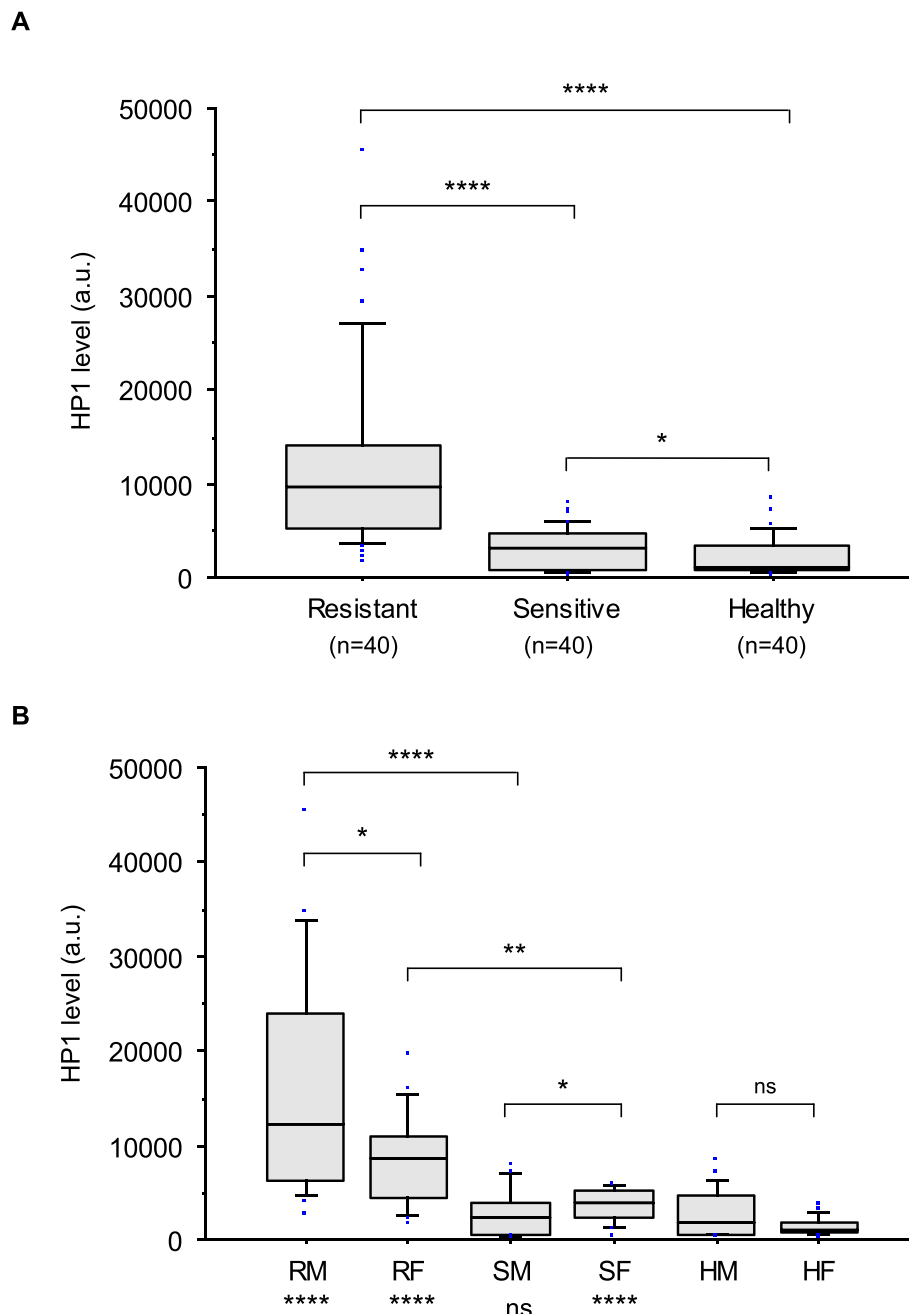 A
****
50000
****
40000
HP1 level (a.u.)
30000
20000
*
10000
0
Resistant Sensitive Healthy
(n=40) (n=40) (n=40)
B
****
50000
*
40000
HP1 level (a.u.)
**
30000
20000
* ns
10000
0
RM RF SM SF HM HF
**** **** ns ****